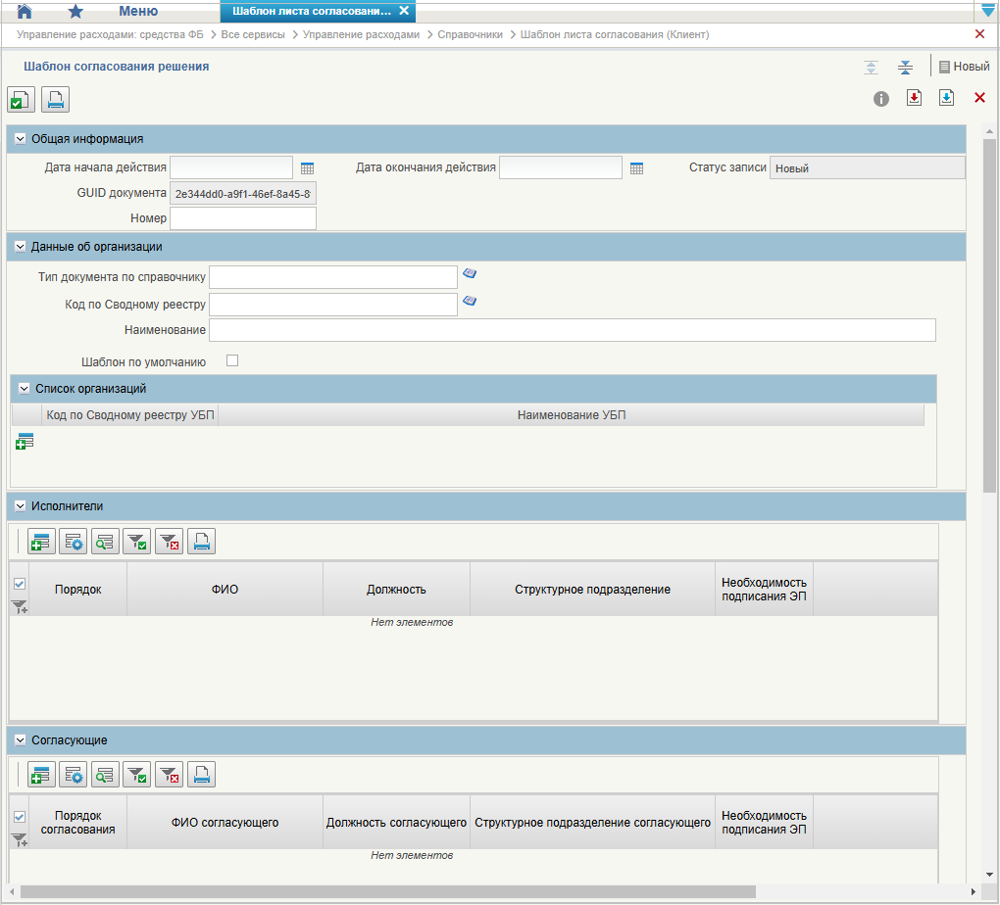 Меню
Шаблон листа согласовани...
Управление расходами: средства ФБ > Все сервисы > Управление расходами > Справочники > Шаблон листа согласования (Клиент)
Шаблон согласования решения
Новый
Общая информация
Дата начала действия
Дата окончания действия
Статус записи Новый
GUID документа 2e344dd0-a9f1-46ef-8a45-8
Номер
Данные об организации
Тип документа по справочнику
Код по Сводному реестру
Наименование
Шаблон по умолчанию
Список организаций
Код по Сводному реестру УБП
Наименование УБП
Исполнители
Порядок
ФИО
Должность
Структурное подразделение
Необходимость
подписания ЭП
Нет элементов
Согласующие
Порядок
согласования
ФИО согласующего
Должность согласующего
Структурное подразделение согласующего
Необходимость
подписания ЭП
Нет элементов